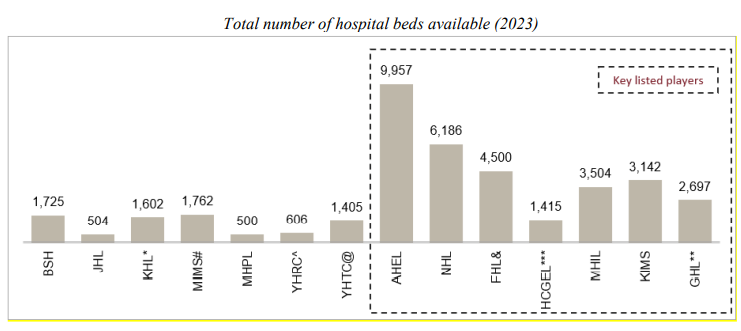 Total number of hospital beds available (2023)
Key listed players
1,725
504
1,602
1,762
500
606
1,405
9,957
6,186
4,500
1,415
3,504
3,142
2,697
BSH
JHL
KHL*
MIMS#
MHPL
YHRC^
YHTC@
AHEL
NHL
FHL&
HCGEL***
MHIL
KIMS
GHL**